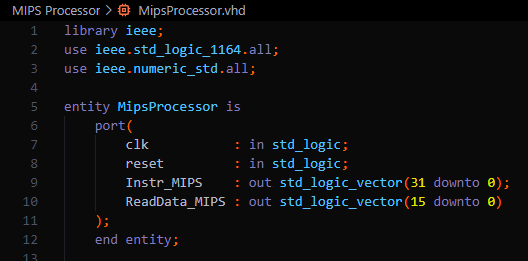 MIPS Processor > MipsProcessor.vhd
1 library ieee;
2 use ieee.std_logic_1164.all;
3 use ieee.numeric_std.all;
4
5 entity MipsProcessor is
6     port(
7         clk           : in std_logic;
8         reset         : in std_logic;
9         Instr_MIPS    : out std_logic_vector(31 downto 0);
10         ReadData_MIPS : out std_logic_vector(15 downto 0)
11     );
12     end entity;
13